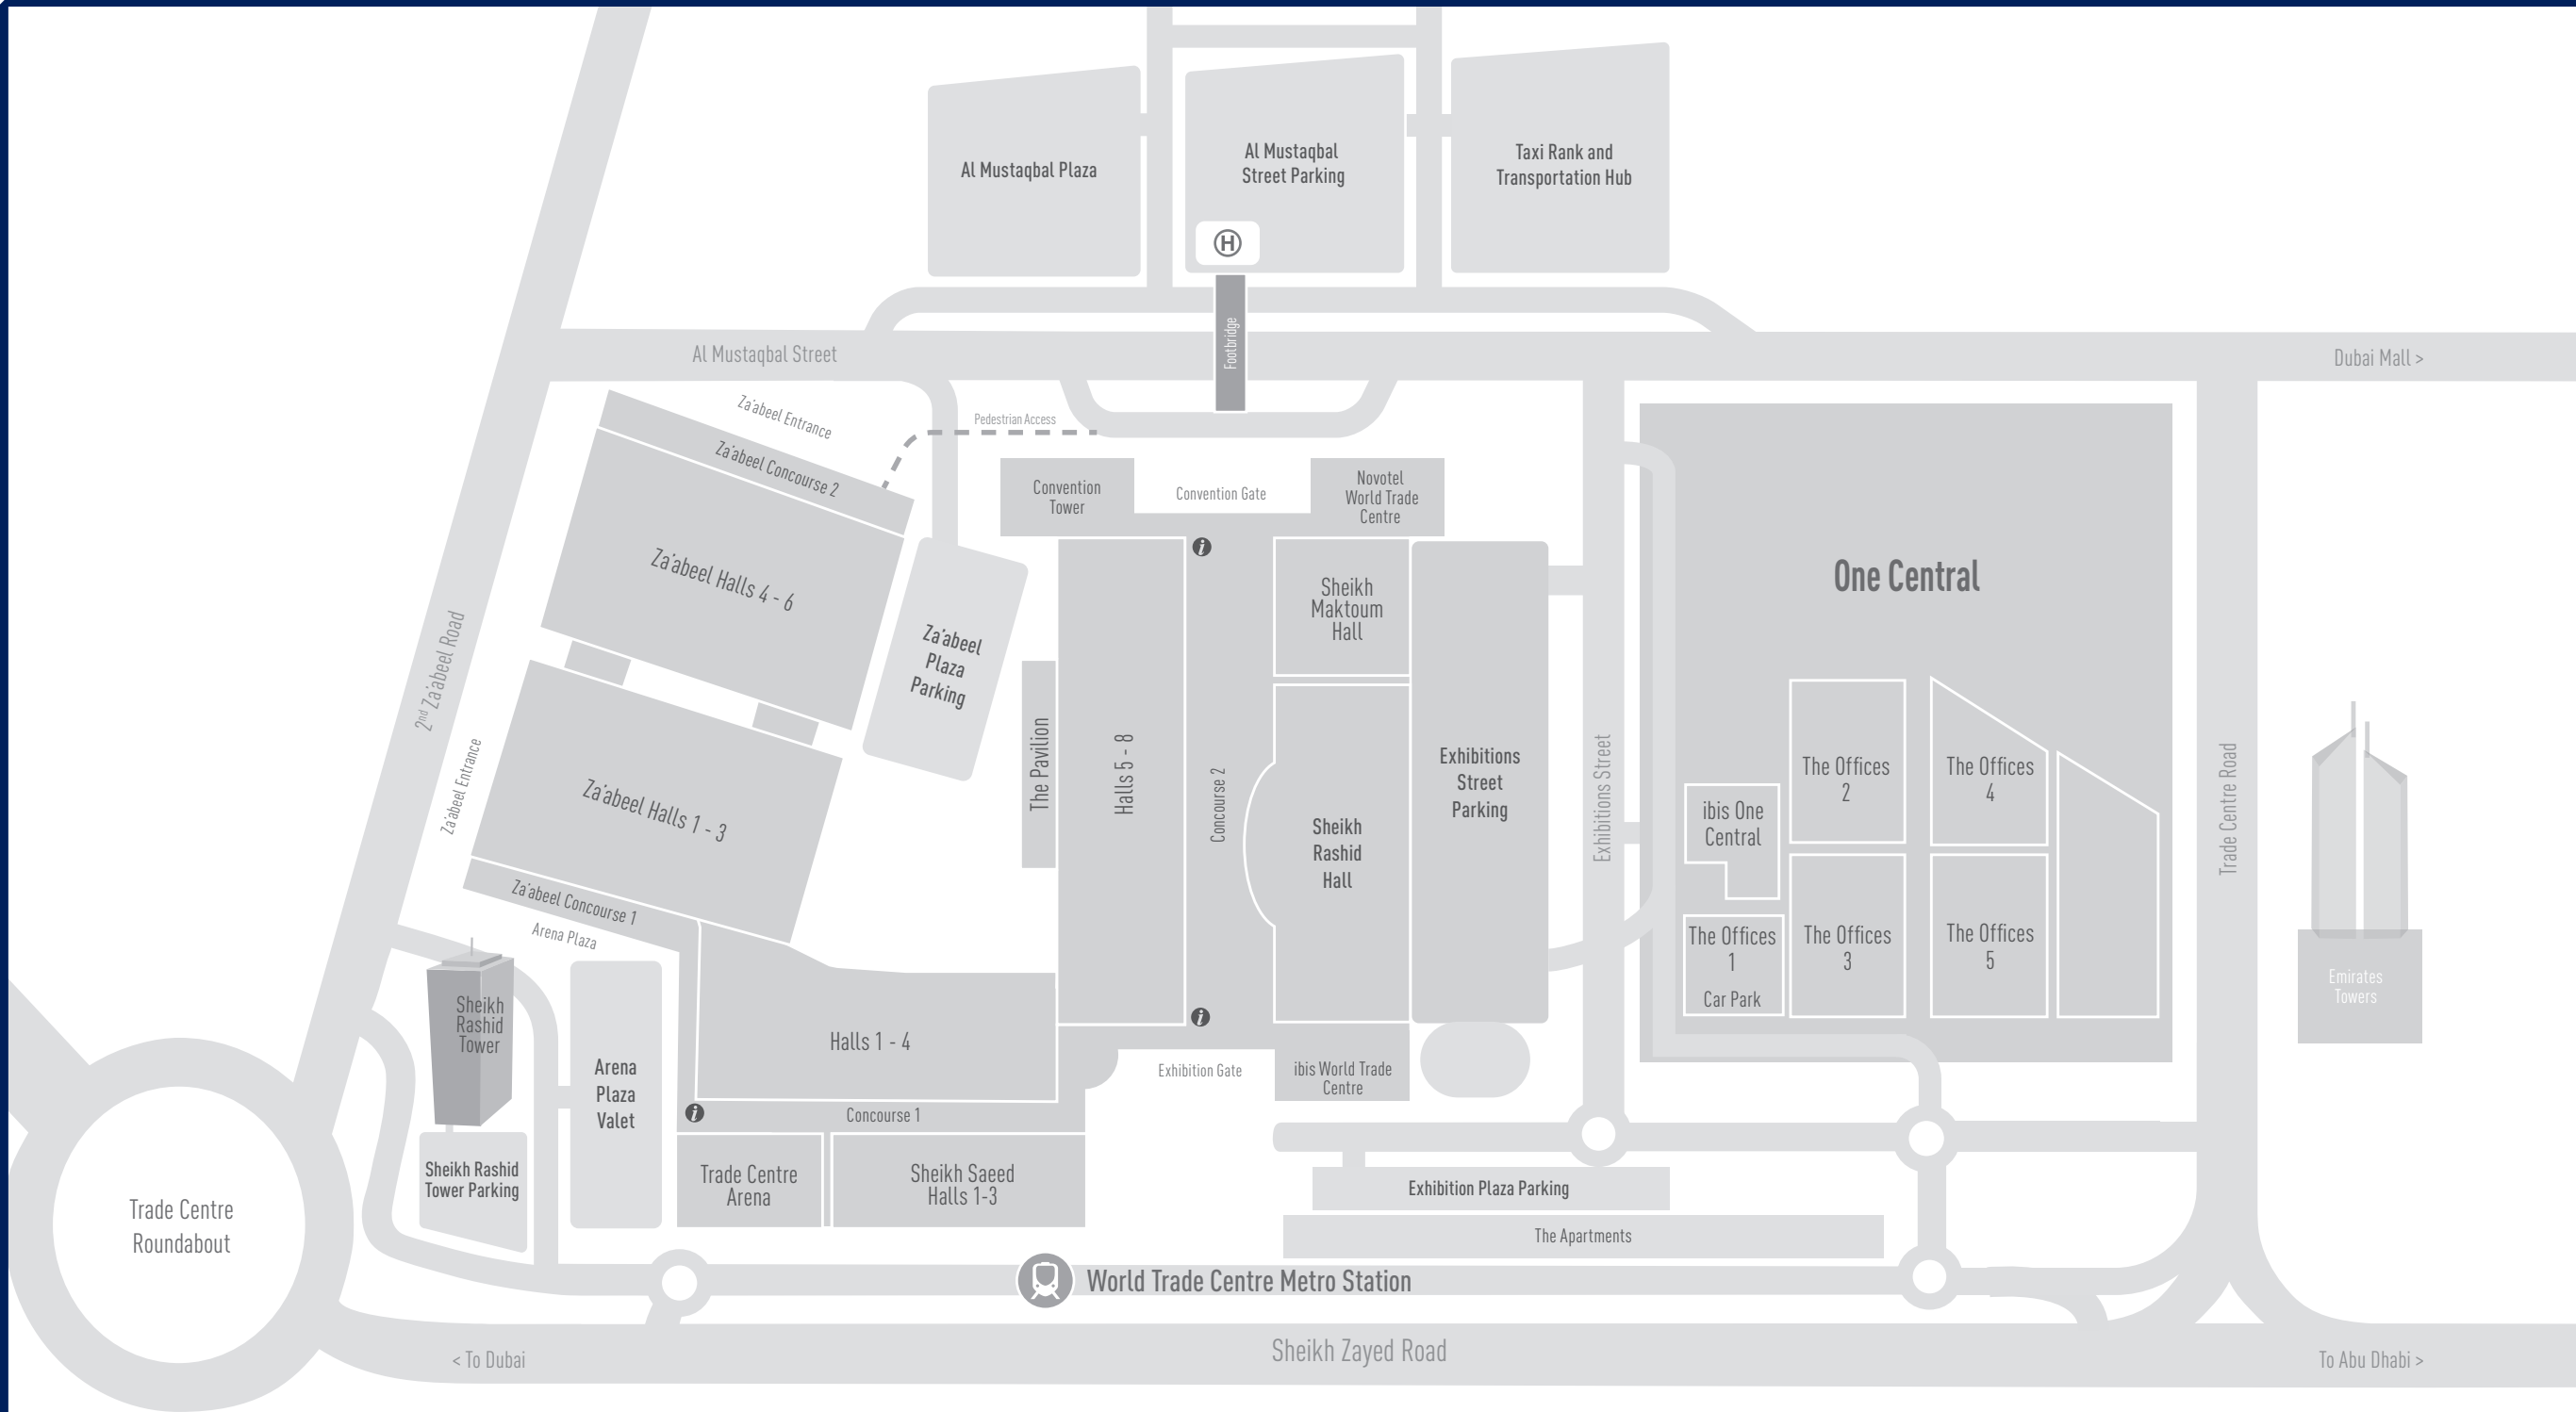 Al Mustaqbal Plaza
Al Mustaqbal
Street Parking
Taxi Rank and
Transportation Hub
H
Footbridge
Al Mustaqbal Street
Dubai Mall >
Za'abeel Entrance
Pedestrian Access
Za'abeel Concourse 2
Convention
Tower
Convention Gate
Novotel
World Trade
Centre
i
Za'abeel Halls 4 - 6
Sheikh
Maktoum
Hall
One Central
Za'abeel
Plaza
Parking
2nd Za'abeel Road
Za'abeel Entrance
Za'abeel Halls 1 - 3
The Pavilion
Halls 5 - 8
Concourse 2
Sheikh
Rashid
Hall
Exhibitions
Street
Parking
Exhibitions Street
ibis One
Central
The Offices
2
The Offices
4
Trade Centre Road
The Offices
1
Car Park
The Offices
3
The Offices
5
Emirates
Towers
Za'abeel Concourse 1
Arena Plaza
Sheikh
Rashid
Tower
Halls 1 - 4
i
Exhibition Gate
ibis World Trade
Centre
Arena
Plaza
Valet
i
Concourse 1
Sheikh Rashid
Tower Parking
Trade Centre
Arena
Sheikh Saeed
Halls 1-3
Exhibition Plaza Parking
The Apartments
Trade Centre
Roundabout
World Trade Centre Metro Station
Sheikh Zayed Road
< To Dubai
To Abu Dhabi >